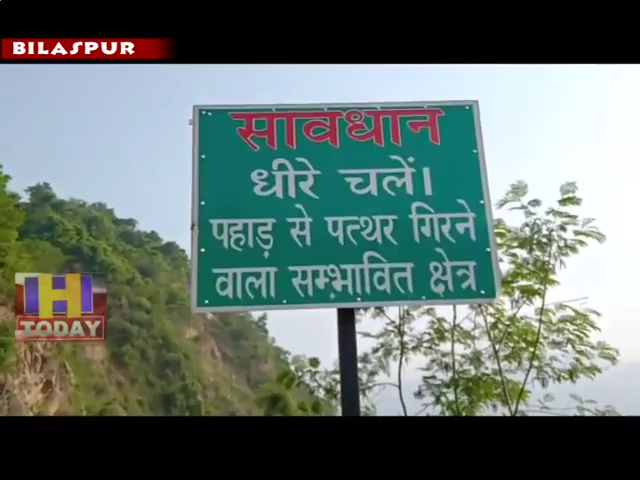 BILASPUR
सावधान
धीरे चलें।
पहाड़ से पत्थर गिरने
वाला सम्भावित क्षेत्र
H
TODAY